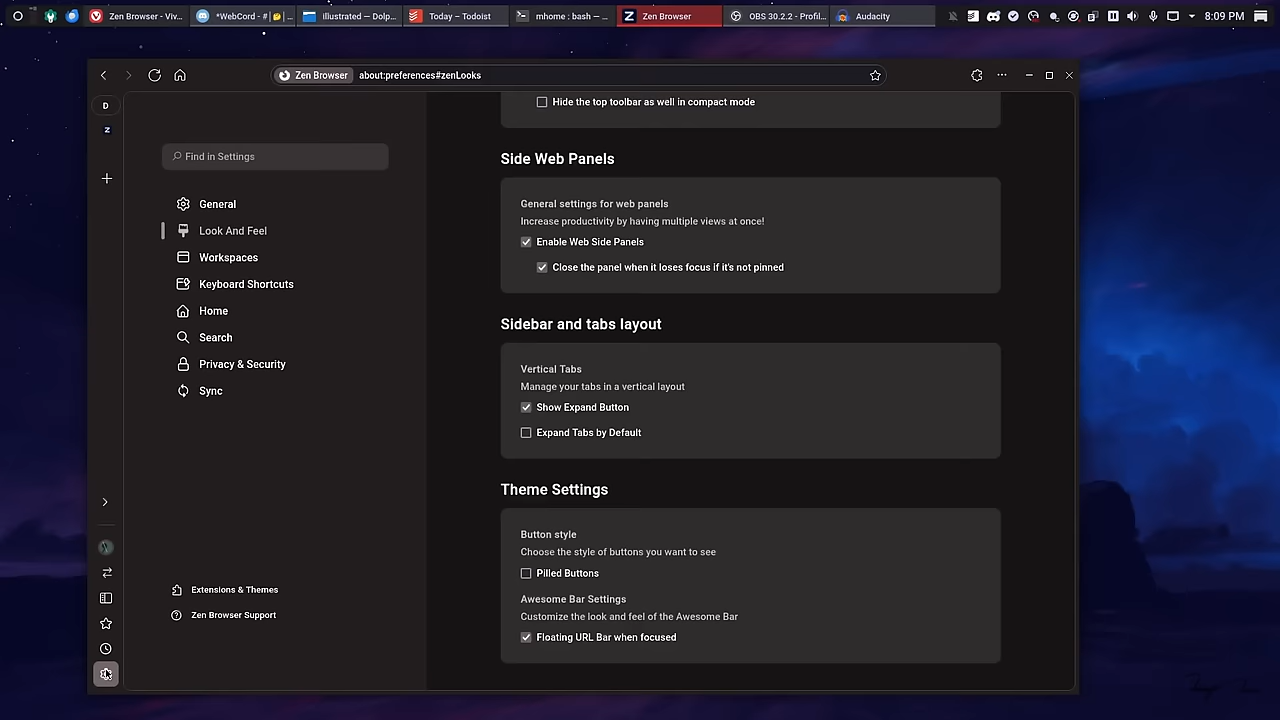 Zen Browser - Viv...
*WebCord - # | 🤔 | ...
illustrated — Dolp...
Today – Todoist
mhome : bash — ...
Zen Browser
OBS 30.2.2 - Profil...
Audacity
8:09 PM
Zen Browser
about:preferences#zenLooks
D
Z
Find in Settings
General
Look And Feel
Workspaces
Keyboard Shortcuts
Home
Search
Privacy & Security
Sync
Extensions & Themes
Zen Browser Support
Hide the top toolbar as well in compact mode
Side Web Panels
General settings for web panels
Increase productivity by having multiple views at once!
Enable Web Side Panels
Close the panel when it loses focus if it's not pinned
Sidebar and tabs layout
Vertical Tabs
Manage your tabs in a vertical layout
Show Expand Button
Expand Tabs by Default
Theme Settings
Button style
Choose the style of buttons you want to see
Pilled Buttons
Awesome Bar Settings
Customize the look and feel of the Awesome Bar
Floating URL Bar when focused